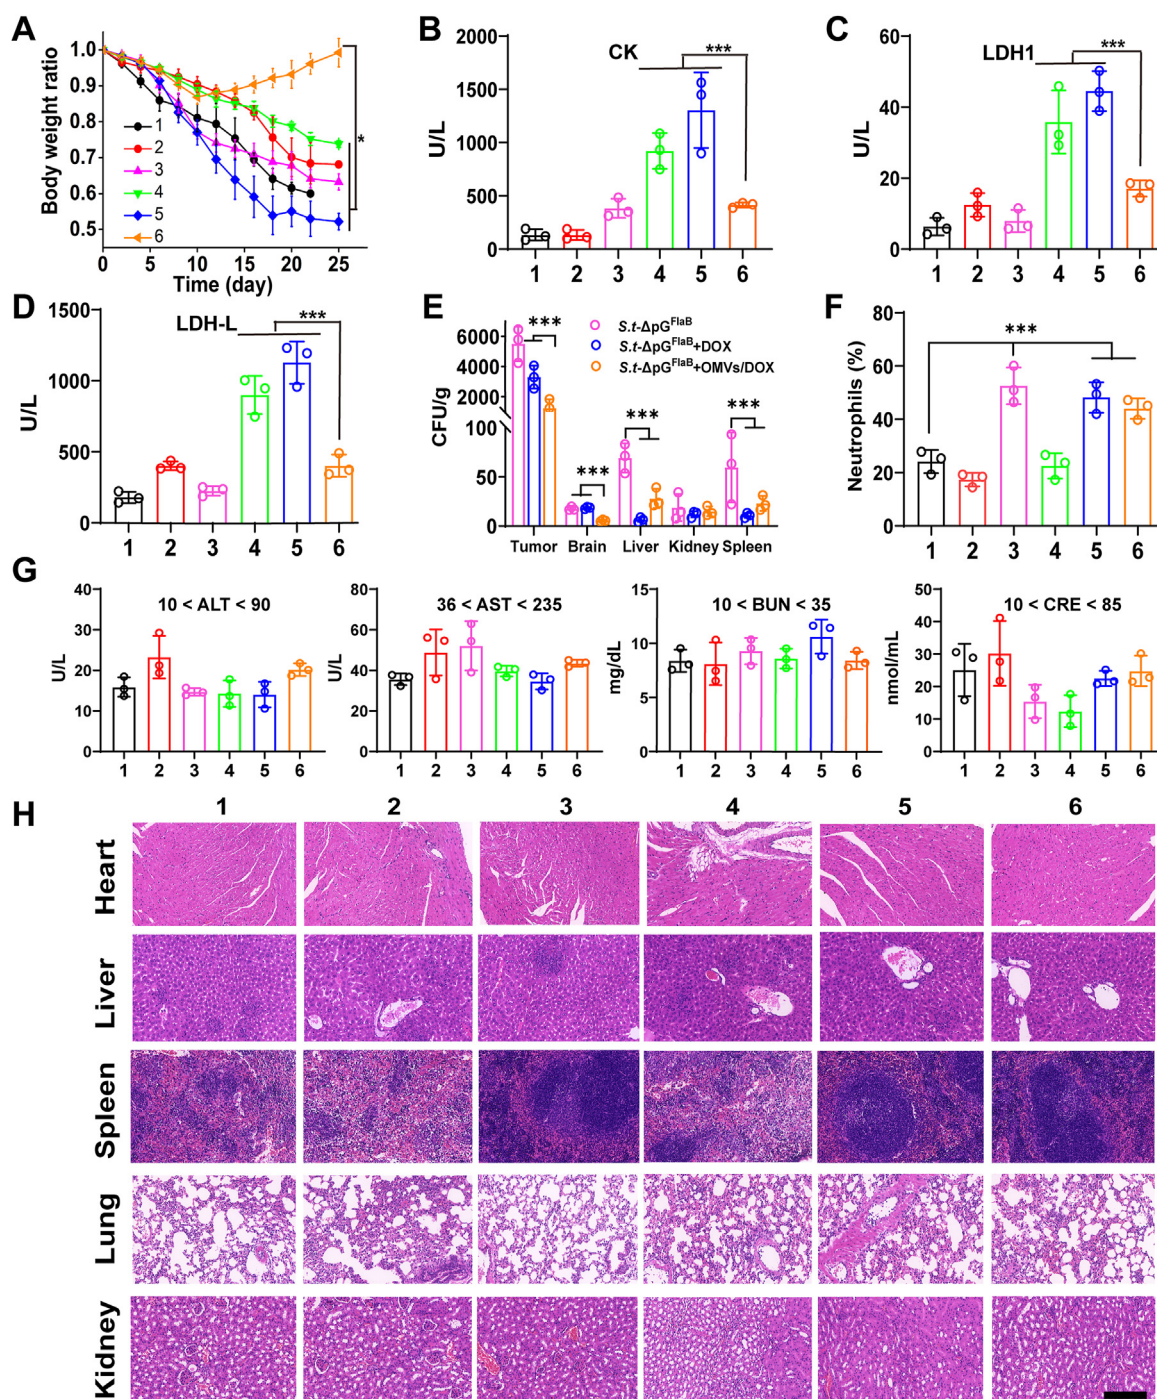 A
Body weight ratio
1.0
0.9
0.8
0.7
0.6
0.5
1
2
3
4
5
6
*
0 5 10 15 20 25
Time (day)
B
CK
***
U/L
2000
1500
1000
500
0
1 2 3 4 5 6
C
LDH1
***
U/L
60
40
20
0
1 2 3 4 5 6
D
LDH-L
***
U/L
1500
1000
500
0
1 2 3 4 5 6
E
S.t-ΔpG^FlaB
S.t-ΔpG^FlaB+DOX
S.t-ΔpG^FlaB+OMVs/DOX
CFU/g
6000
4000
2000
100
50
0
*** *** *** ***
Tumor Brain Liver Kidney Spleen
F
***
Neutrophils (%)
80
60
40
20
0
1 2 3 4 5 6
G
10 < ALT < 90
U/L
40
30
20
10
0
1 2 3 4 5 6
36 < AST < 235
U/L
80
60
40
20
0
1 2 3 4 5 6
10 < BUN < 35
mg/dL
15
10
5
0
1 2 3 4 5 6
10 < CRE < 85
nmol/mL
50
40
30
20
10
0
1 2 3 4 5 6
H
1 2 3 4 5 6
Heart
Liver
Spleen
Lung
Kidney